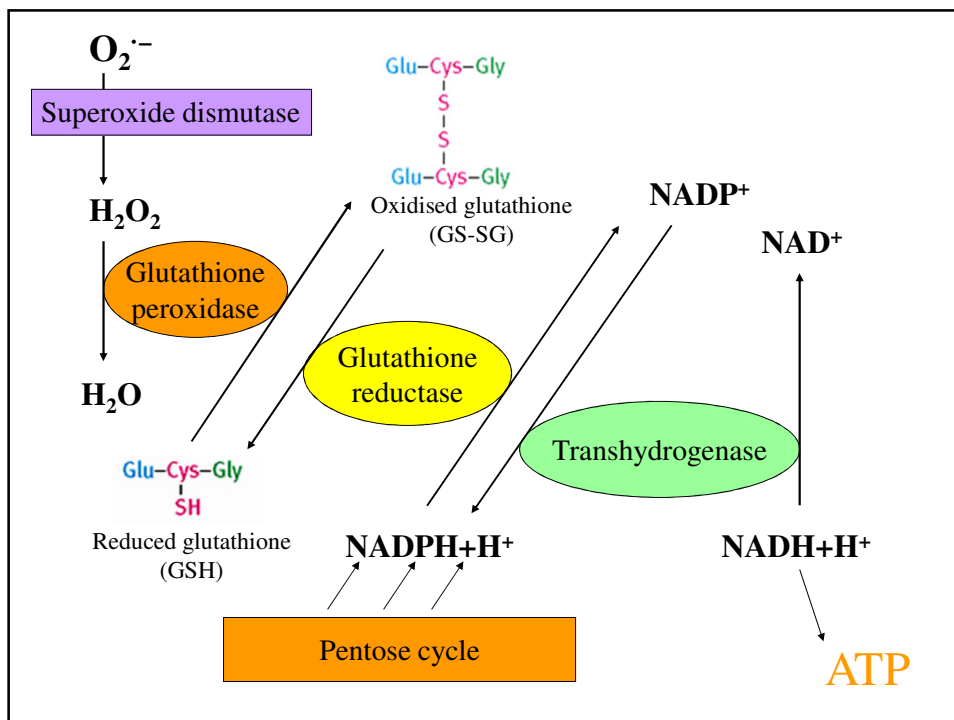 O₂·⁻
Superoxide dismutase
H₂O₂
Glutathione
peroxidase
H₂O
Glu–Cys–Gly
S
S
Glu–Cys–Gly
Oxidised glutathione
(GS-SG)
Glutathione
reductase
Glu–Cys–Gly
SH
Reduced glutathione
(GSH)
NADP⁺
NAD⁺
Transhydrogenase
NADPH+H⁺
NADH+H⁺
Pentose cycle
ATP